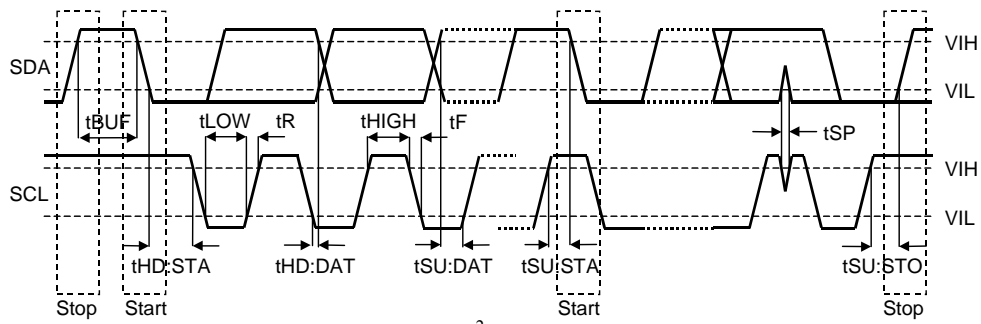 VIH
SDA
VIL
tBUF tLOW tR tHIGH tF
tSP
VIH
SCL
VIL
tHD:STA tHD:DAT tSU:DAT tSU:STA tSU:STO
Stop Start Start Stop
2